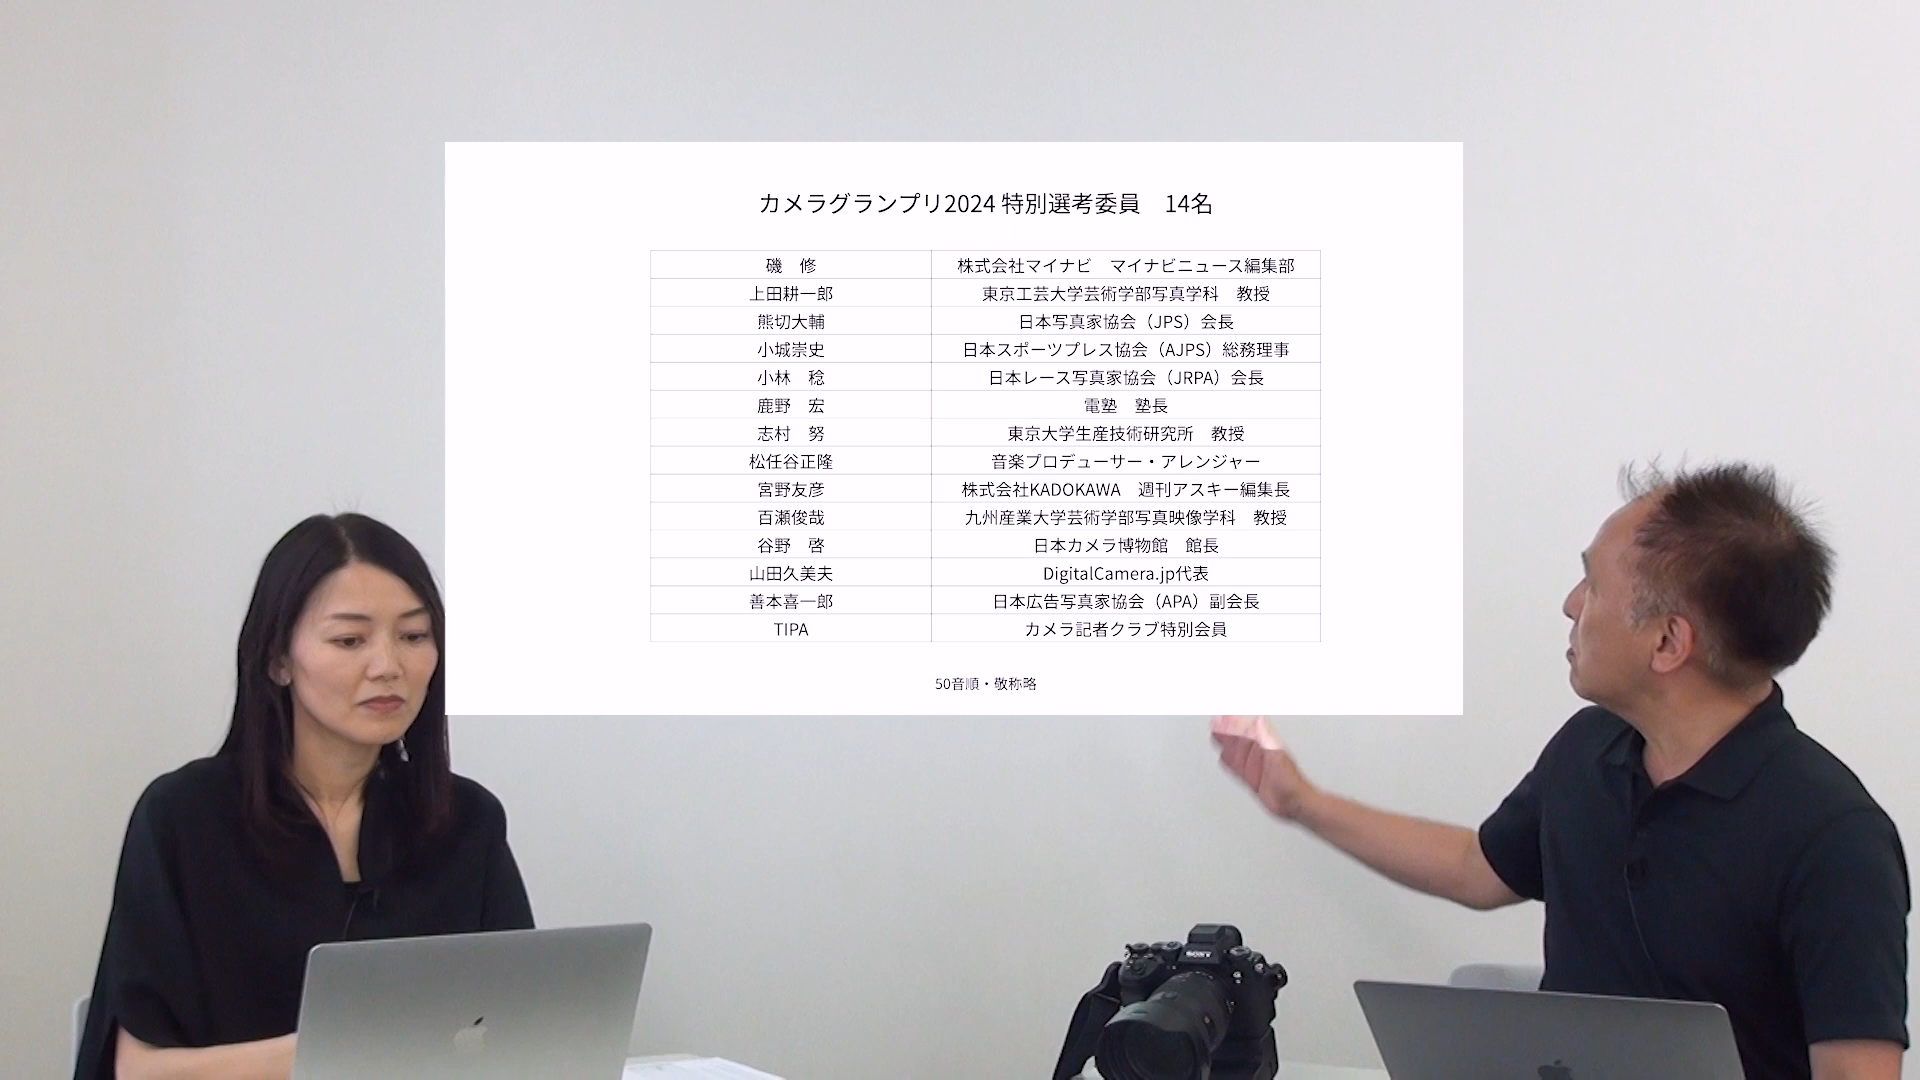 カメラグランプリ2024 特別選考委員　14名
磯　修　株式会社マイナビ　マイナビニュース編集部
上田耕一郎　東京工芸大学芸術学部写真学科　教授
熊切大輔　日本写真家協会（JPS）会長
小城崇史　日本スポーツプレス協会（AJPS）総務理事
小林　稔　日本レース写真家協会（JRPA）会長
鹿野　宏　電塾　塾長
志村　努　東京大学生産技術研究所　教授
松任谷正隆　音楽プロデューサー・アレンジャー
宮野友彦　株式会社KADOKAWA　週刊アスキー編集長
百瀬俊哉　九州産業大学芸術学部写真映像学科　教授
谷野　啓　日本カメラ博物館　館長
山田久美夫　DigitalCamera.jp代表
善本喜一郎　日本広告写真家協会（APA）副会長
TIPA　カメラ記者クラブ特別会員
50音順・敬称略
SONY